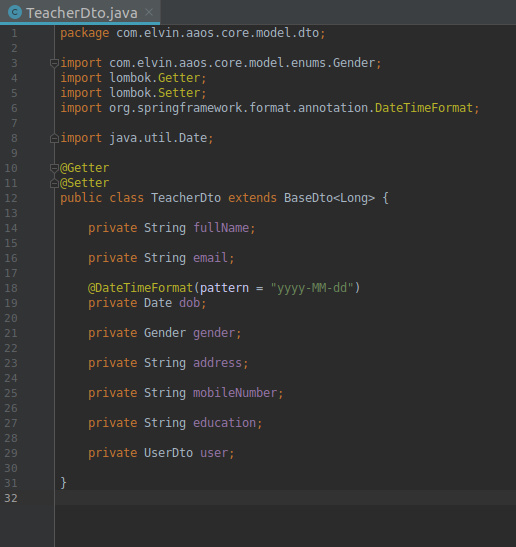 TeacherDto.java
1 package com.elvin.aaos.core.model.dto;
2
3 import com.elvin.aaos.core.model.enums.Gender;
4 import lombok.Getter;
5 import lombok.Setter;
6 import org.springframework.format.annotation.DateTimeFormat;
7
8 import java.util.Date;
9
10 @Getter
11 @Setter
12 public class TeacherDto extends BaseDto<Long> {
13
14     private String fullName;
15
16     private String email;
17
18     @DateTimeFormat(pattern = "yyyy-MM-dd")
19     private Date dob;
20
21     private Gender gender;
22
23     private String address;
24
25     private String mobileNumber;
26
27     private String education;
28
29     private UserDto user;
30
31 }
32